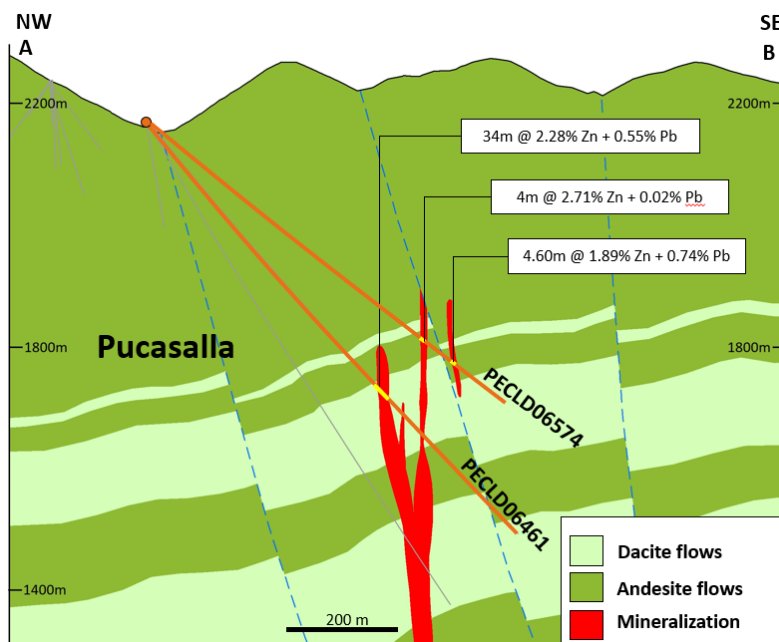 NW
A
SE
B
2200m
2200m
34m @ 2.28% Zn + 0.55% Pb
4m @ 2.71% Zn + 0.02% Pb
4.60m @ 1.89% Zn + 0.74% Pb
Pucasalla
1800m
1800m
PECLD06574
PECLD06461
1400m
200 m
Dacite flows
Andesite flows
Mineralization